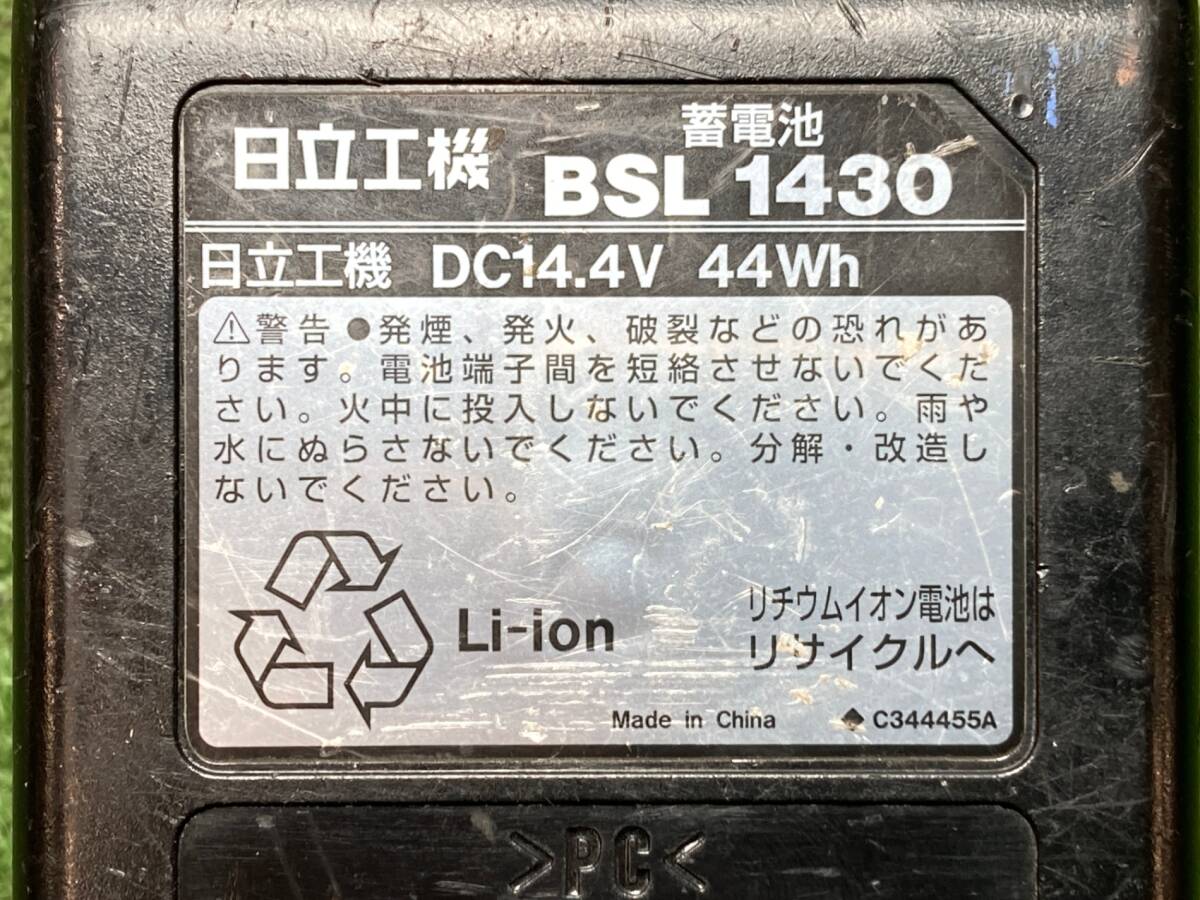 日立工機 蓄電池 BSL 1430
日立工機 DC14.4V 44Wh
⚠警告 ●発煙、発火、破裂などの恐れがあ
ります。電池端子間を短絡させないでくだ
さい。火中に投入しないでください。雨や
水にぬらさないでください。分解・改造し
ないでください。
Li-ion
リチウムイオン電池は
リサイクルへ
Made in China ◆C344455A
>PC<